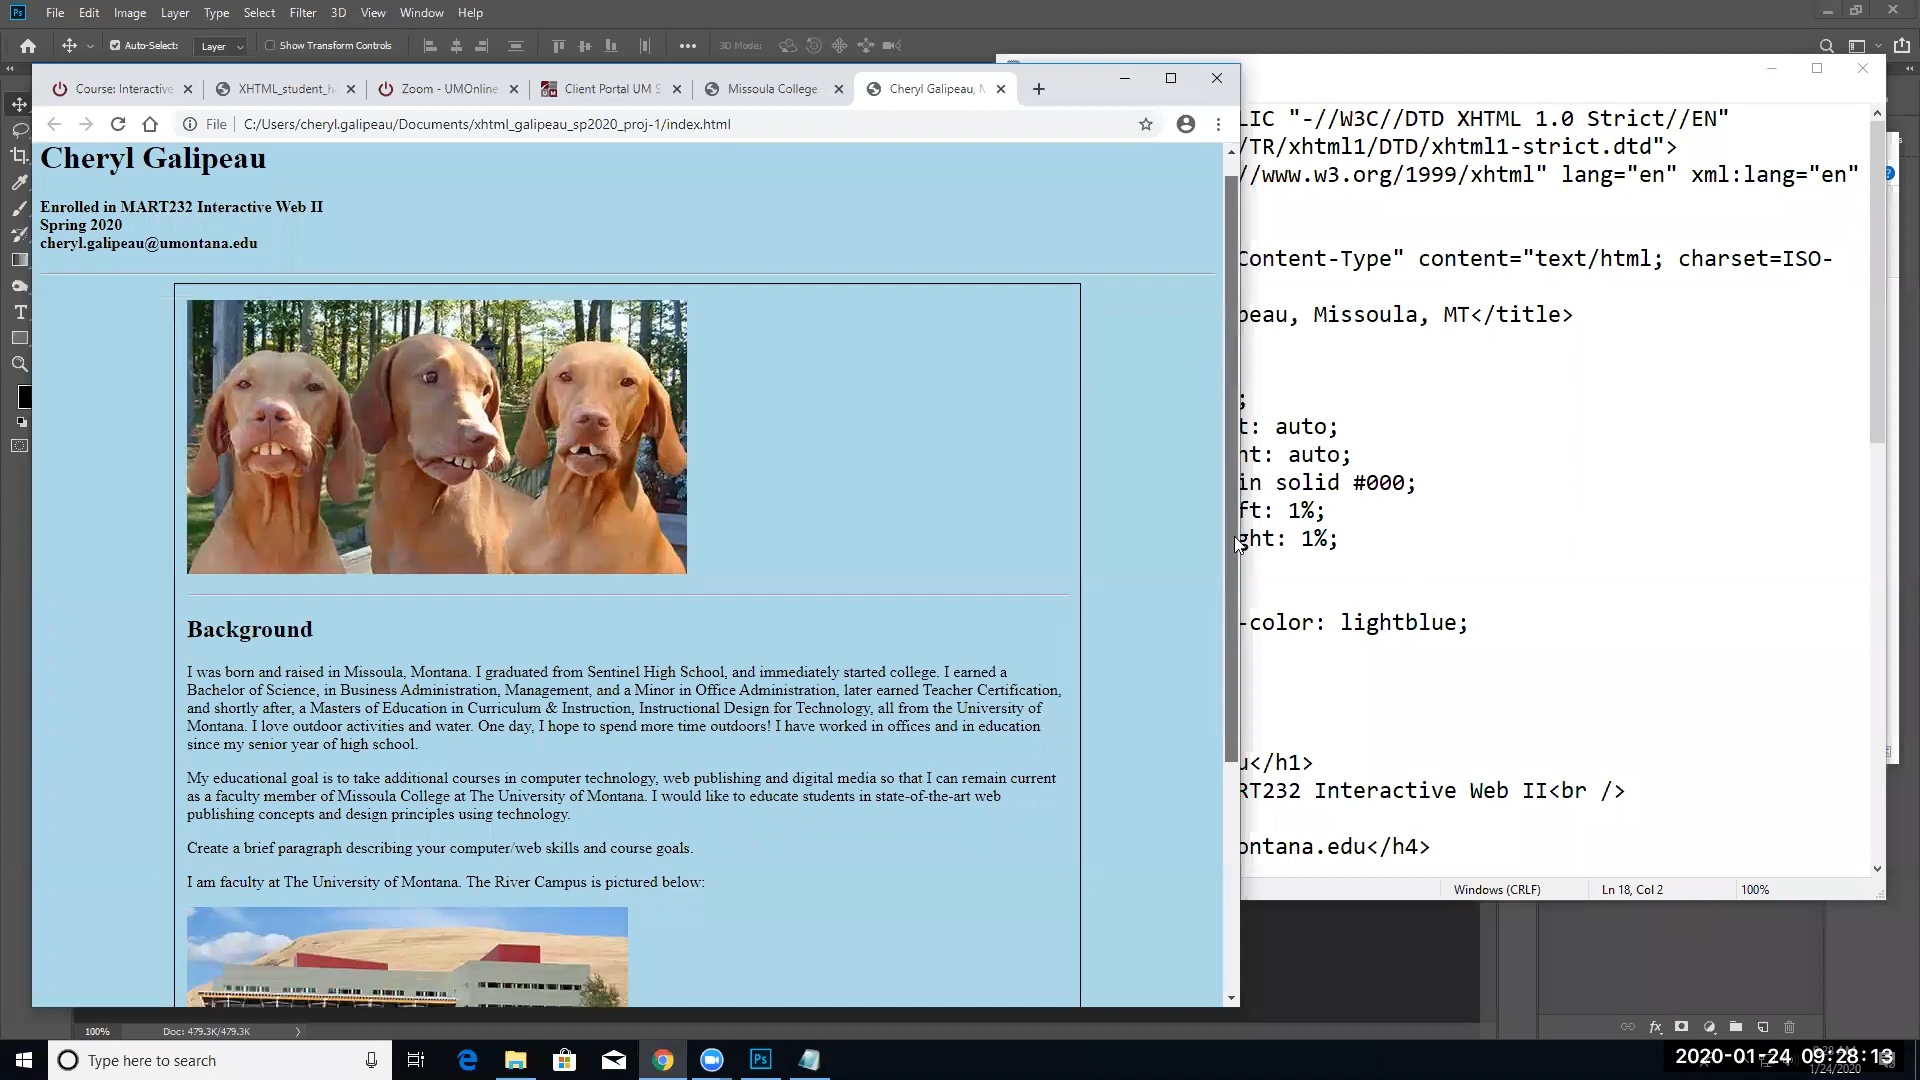 File Edit Image Layer Type Select Filter 3D View Window Help
Auto-Select: Layer Show Transform Controls 3D Mode:
Course: Interactive XHTML_student_h Zoom - UMOnline Client Portal UM S Missoula College Cheryl Galipeau, M
File C:/Users/cheryl.galipeau/Documents/xhtml_galipeau_sp2020_proj-1/index.html
Cheryl Galipeau
Enrolled in MART232 Interactive Web II
Spring 2020
cheryl.galipeau@umontana.edu
Background
I was born and raised in Missoula, Montana. I graduated from Sentinel High School, and immediately started college. I earned a
Bachelor of Science, in Business Administration, Management, and a Minor in Office Administration, later earned Teacher Certification,
and shortly after, a Masters of Education in Curriculum & Instruction, Instructional Design for Technology, all from the University of
Montana. I love outdoor activities and water. One day, I hope to spend more time outdoors! I have worked in offices and in education
since my senior year of high school.
My educational goal is to take additional courses in computer technology, web publishing and digital media so that I can remain current
as a faculty member of Missoula College at The University of Montana. I would like to educate students in state-of-the-art web
publishing concepts and design principles using technology.
Create a brief paragraph describing your computer/web skills and course goals.
I am faculty at The University of Montana. The River Campus is pictured below:
LIC "-//W3C//DTD XHTML 1.0 Strict//EN"
/TR/xhtml1/DTD/xhtml1-strict.dtd">
//www.w3.org/1999/xhtml" lang="en" xml:lang="en"
Content-Type" content="text/html; charset=ISO-
peau, Missoula, MT</title>
;
t: auto;
ht: auto;
in solid #000;
ft: 1%;
ght: 1%;
-color: lightblue;
u</h1>
RT232 Interactive Web II<br />
ontana.edu</h4>
Windows (CRLF) Ln 18, Col 2 100%
100% Doc: 479.3K/479.3K
Type here to search
2020-01-24 09:28:13
1/24/2020